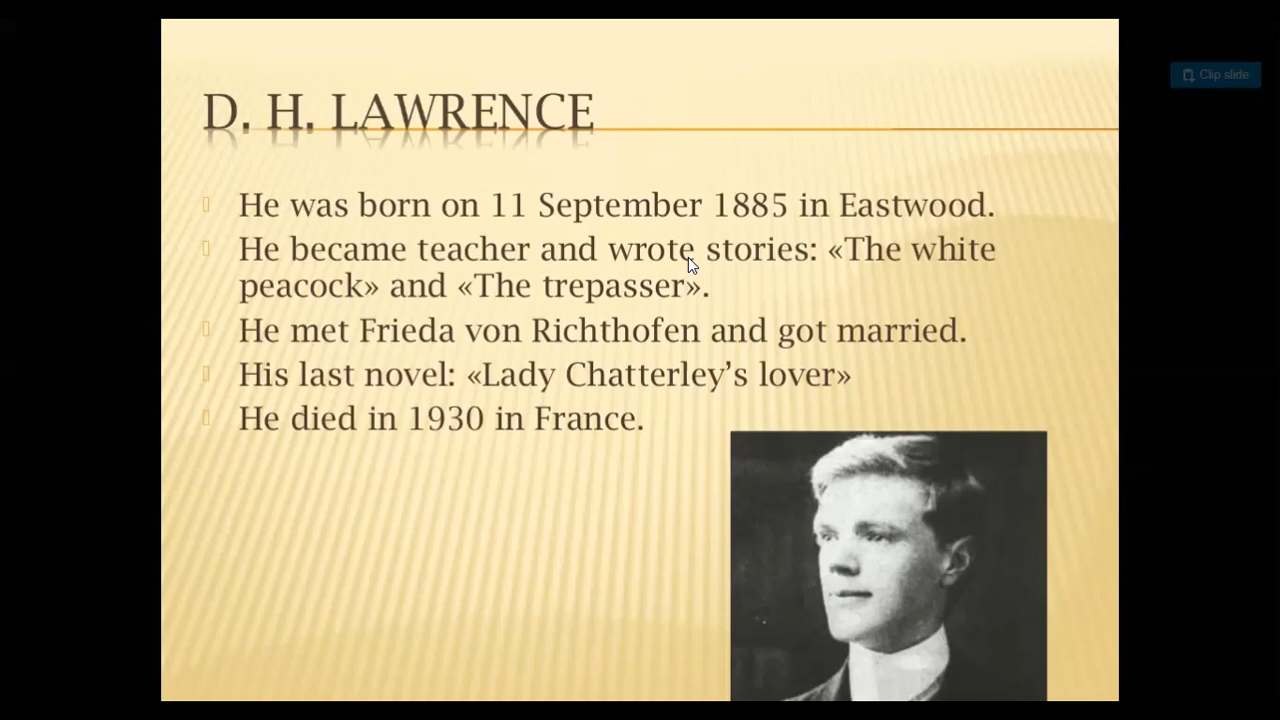 D. H. LAWRENCE
Clip slide
He was born on 11 September 1885 in Eastwood.
He became teacher and wrote stories: «The white
peacock» and «The trepasser».
He met Frieda von Richthofen and got married.
His last novel: «Lady Chatterley’s lover»
He died in 1930 in France.